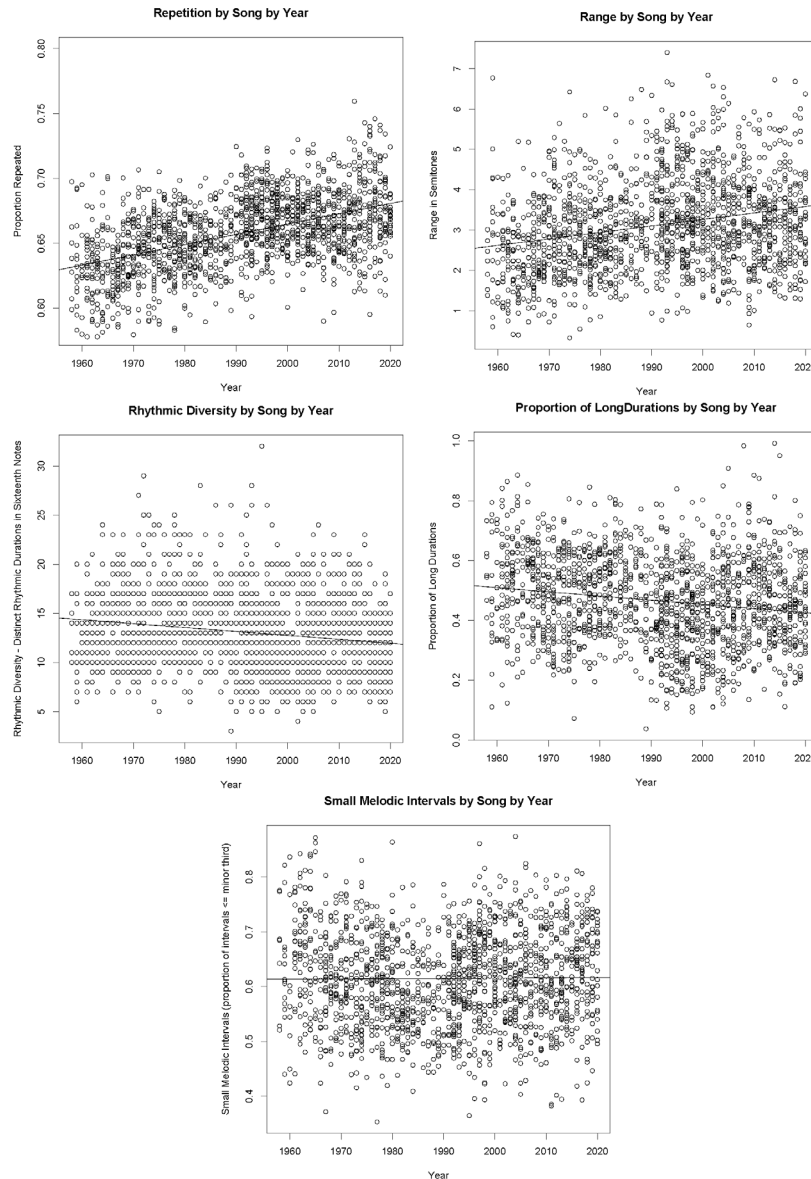 Repetition by Song by Year
Proportion Repeated
0.80
0.75
0.70
0.65
0.60
1960 1970 1980 1990 2000 2010 2020
Year
Range by Song by Year
Range in Semitones
7
6
5
4
3
2
1
1960 1970 1980 1990 2000 2010 202
Year
Rhythmic Diversity by Song by Year
Rhythmic Diversity - Distinct Rhythmic Durations in Sixteenth Notes
30
25
20
15
10
5
1960 1970 1980 1990 2000 2010 2020
Year
Proportion of LongDurations by Song by Year
Proportion of Long Durations
1.0
0.8
0.6
0.4
0.2
0.0
1960 1970 1980 1990 2000 2010 202
Year
Small Melodic Intervals by Song by Year
Small Melodic Intervals (proportion of intervals <= minor third)
0.8
0.7
0.6
0.5
0.4
1960 1970 1980 1990 2000 2010 2020
Year